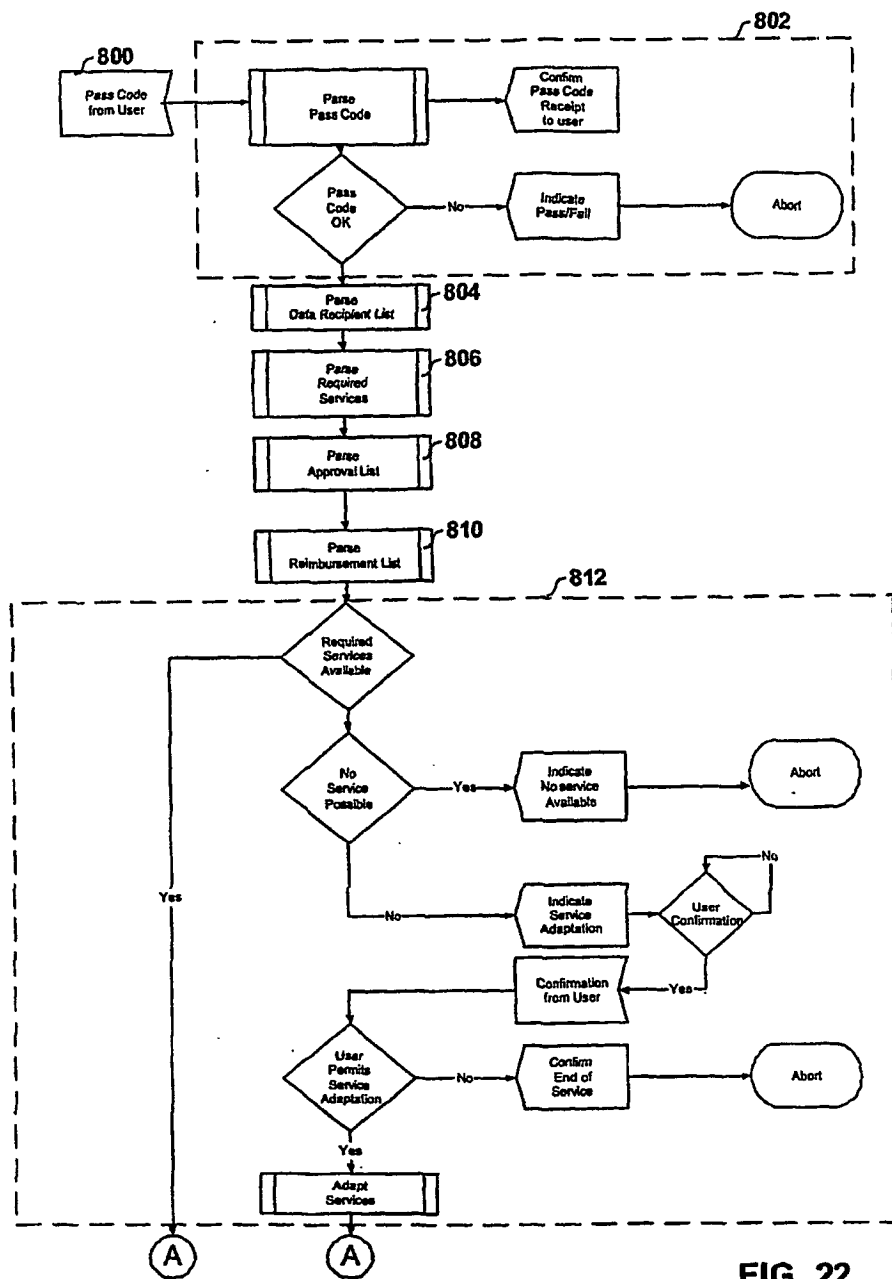 802
800
Pass Code
from User
Parse
Pass Code
Confirm
Pass Code
Receipt
to user
Pass
Code
OK
No
Indicate
Pass/Fail
Abort
Parse
Data Recipient List
804
Parse
Required
Services
806
Parse
Approval List
808
Parse
Reimbursement List
810
812
Required
Services
Available
No
Service
Possible
Yes
Indicate
No service
Available
Abort
Yes
No
Indicate
Service
Adaptation
User
Confirmation
No
Yes
Confirmation
from User
User
Permits
Service
Adaptation
No
Confirm
End of
Service
Abort
Yes
Adapt
Services
A
A
FIG. 22